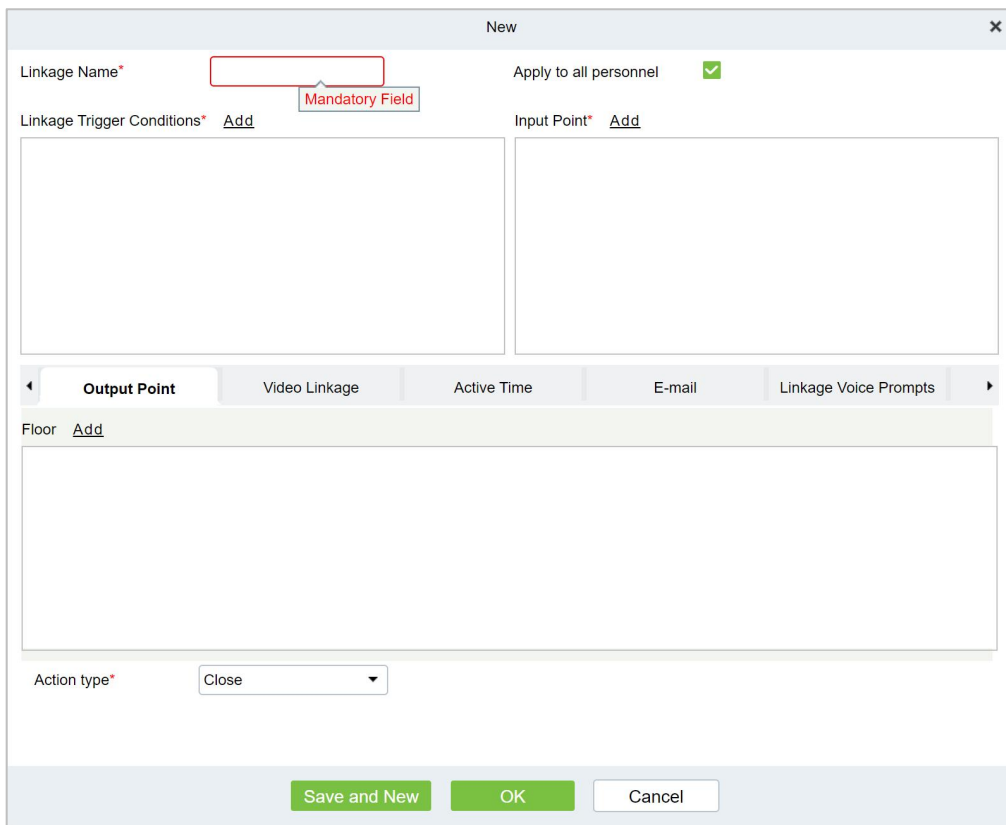 New
Linkage Name*
Apply to all personnel
Mandatory Field
Linkage Trigger Conditions* Add
Input Point* Add
Output Point
Video Linkage
Active Time
E-mail
Linkage Voice Prompts
Floor Add
Action type*
Close
Save and New
OK
Cancel